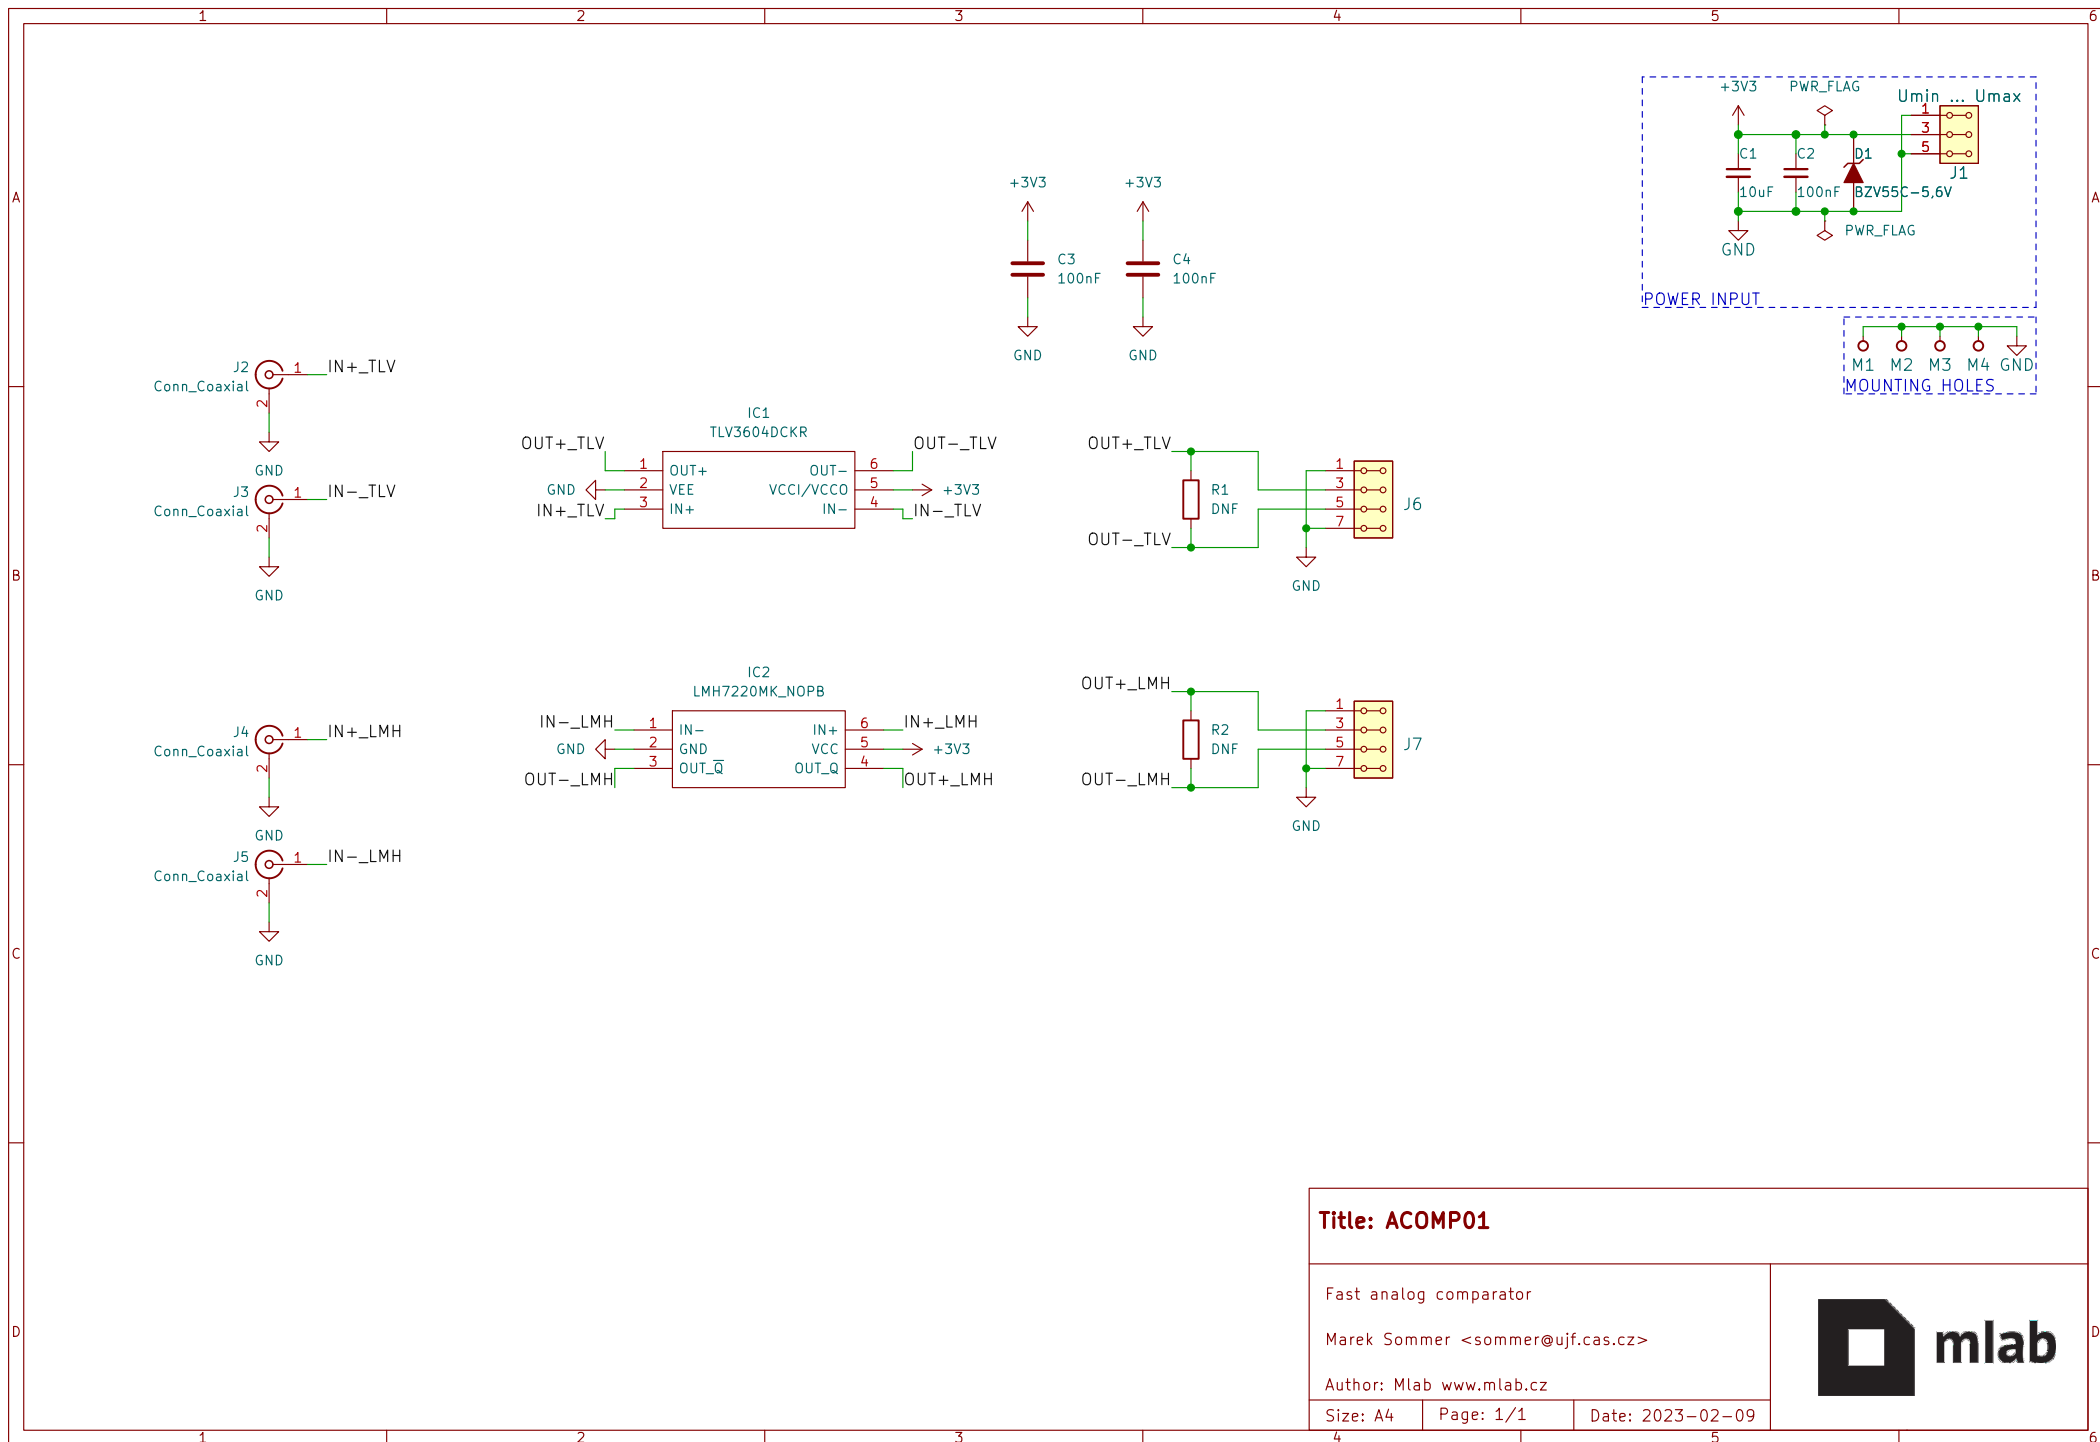 1 2 3 4 5 6
A A
B B
C C
D D
1 2 3 4 5 6
+3V3
PWR_FLAG
Umin ... Umax
1
3
5
J1
C1
10uF
C2
100nF
D1
BZV55C-5,6V
GND
PWR_FLAG
POWER INPUT
M1 M2 M3 M4 GND
MOUNTING HOLES
+3V3
C3
100nF
GND
+3V3
C4
100nF
GND
J2
Conn_Coaxial
1
IN+_TLV
2
GND
J3
Conn_Coaxial
1
IN-_TLV
2
GND
IC1
TLV3604DCKR
OUT+_TLV
1 OUT+
GND
2 VEE
IN+_TLV
3 IN+
OUT- 6
OUT-_TLV
VCCI/VCCO 5
+3V3
IN- 4
IN-_TLV
OUT+_TLV
R1
DNF
OUT-_TLV
1
3
5
7
J6
GND
J4
Conn_Coaxial
1
IN+_LMH
2
GND
J5
Conn_Coaxial
1
IN-_LMH
2
GND
IC2
LMH7220MK_NOPB
IN-_LMH
1 IN-
GND
2 GND
OUT-_LMH
3 OUT_Q̅
IN+ 6
IN+_LMH
VCC 5
+3V3
OUT_Q 4
OUT+_LMH
OUT+_LMH
R2
DNF
OUT-_LMH
1
3
5
7
J7
GND
Title: ACOMP01
Fast analog comparator
Marek Sommer <sommer@ujf.cas.cz>
Author: Mlab www.mlab.cz
Size: A4
Page: 1/1
Date: 2023-02-09
mlab